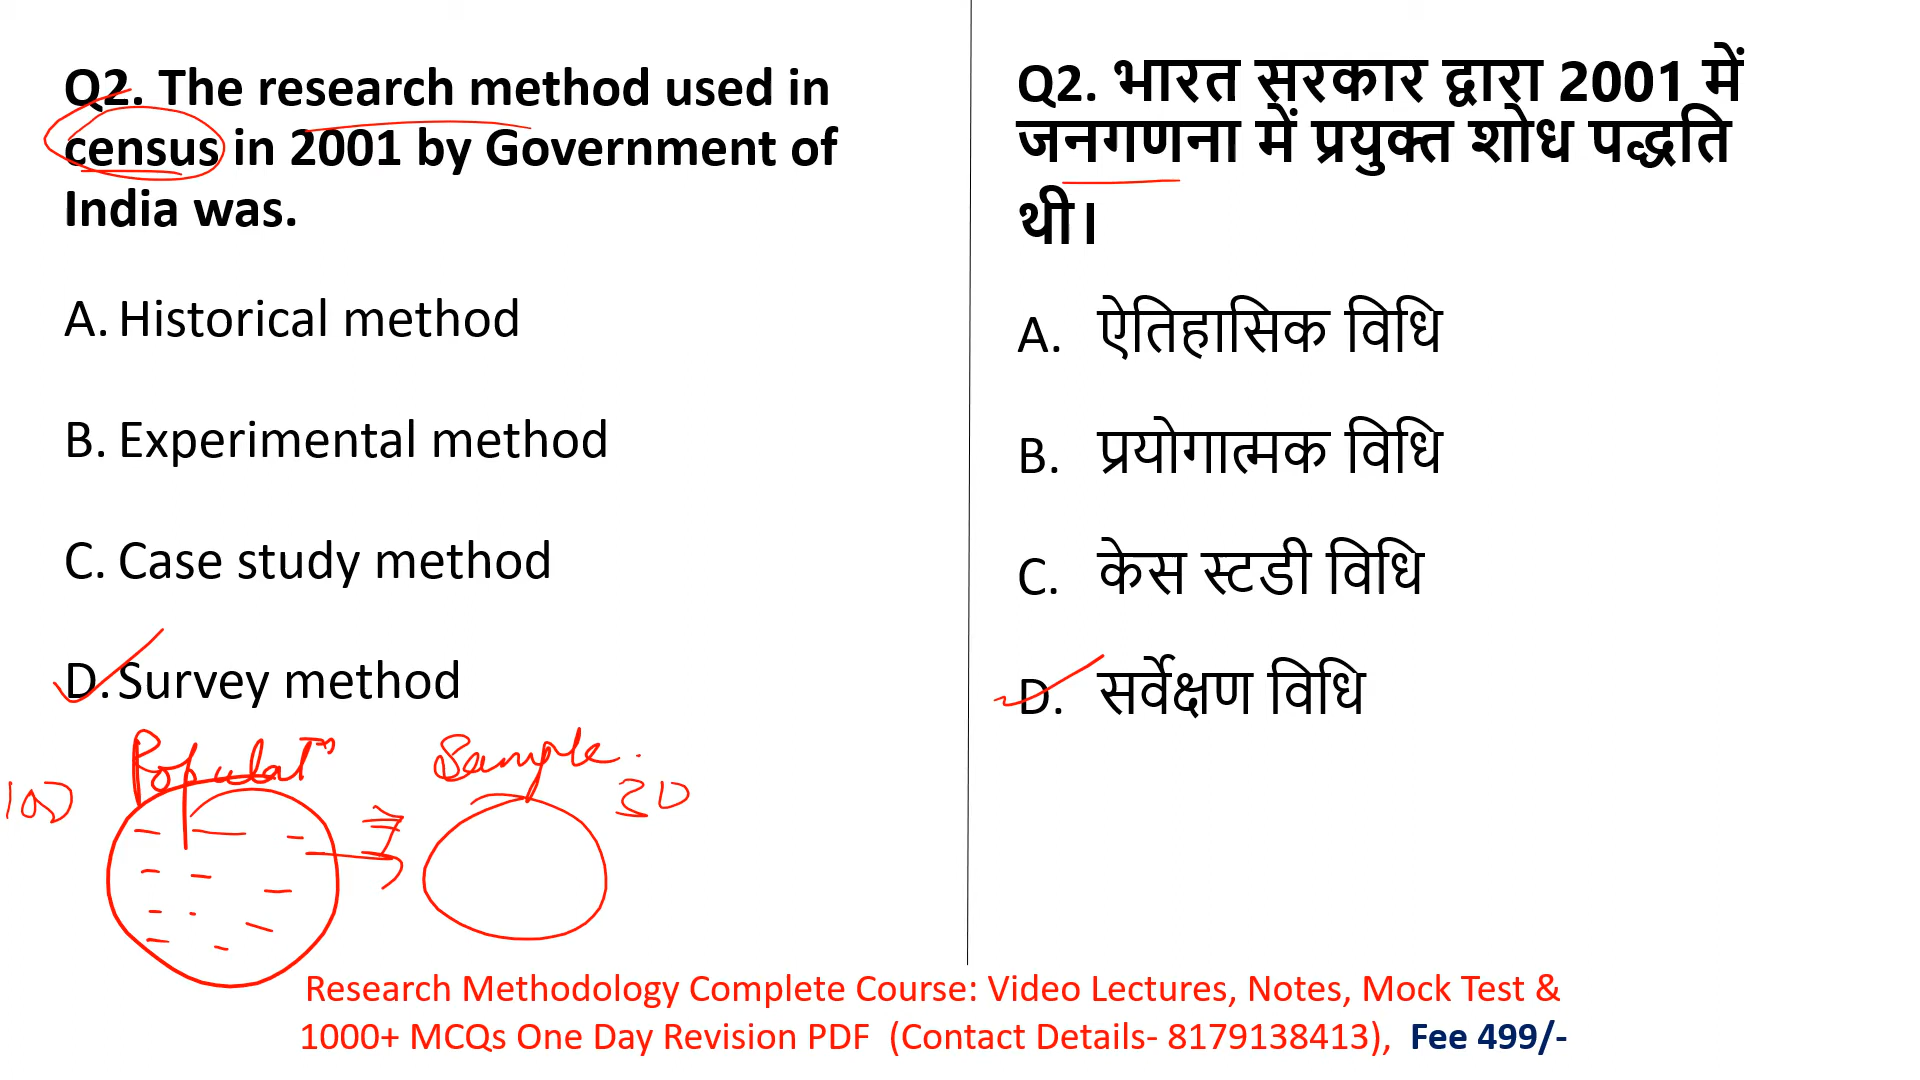 Q2. The research method used in
census in 2001 by Government of
India was.
A. Historical method
B. Experimental method
C. Case study method
D. Survey method
Populatn
Sample.
100
30
Q2. भारत सरकार द्वारा 2001 में
जनगणना में प्रयुक्त शोध पद्धति
थी।
A. ऐतिहासिक विधि
B. प्रयोगात्मक विधि
C. केस स्टडी विधि
D. सर्वेक्षण विधि
Research Methodology Complete Course: Video Lectures, Notes, Mock Test &
1000+ MCQs One Day Revision PDF (Contact Details- 8179138413), Fee 499/-